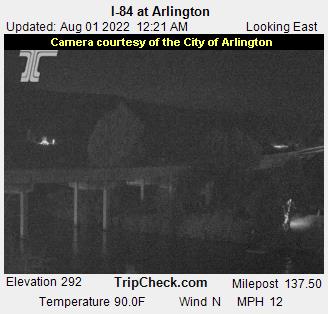 I-84 at Arlington
Updated: Aug 01 2022 12:21 AM Looking East
Camera courtesy of the City of Arlington
Elevation 292 TripCheck.com Milepost 137.50
Temperature 90.0F Wind N MPH 12